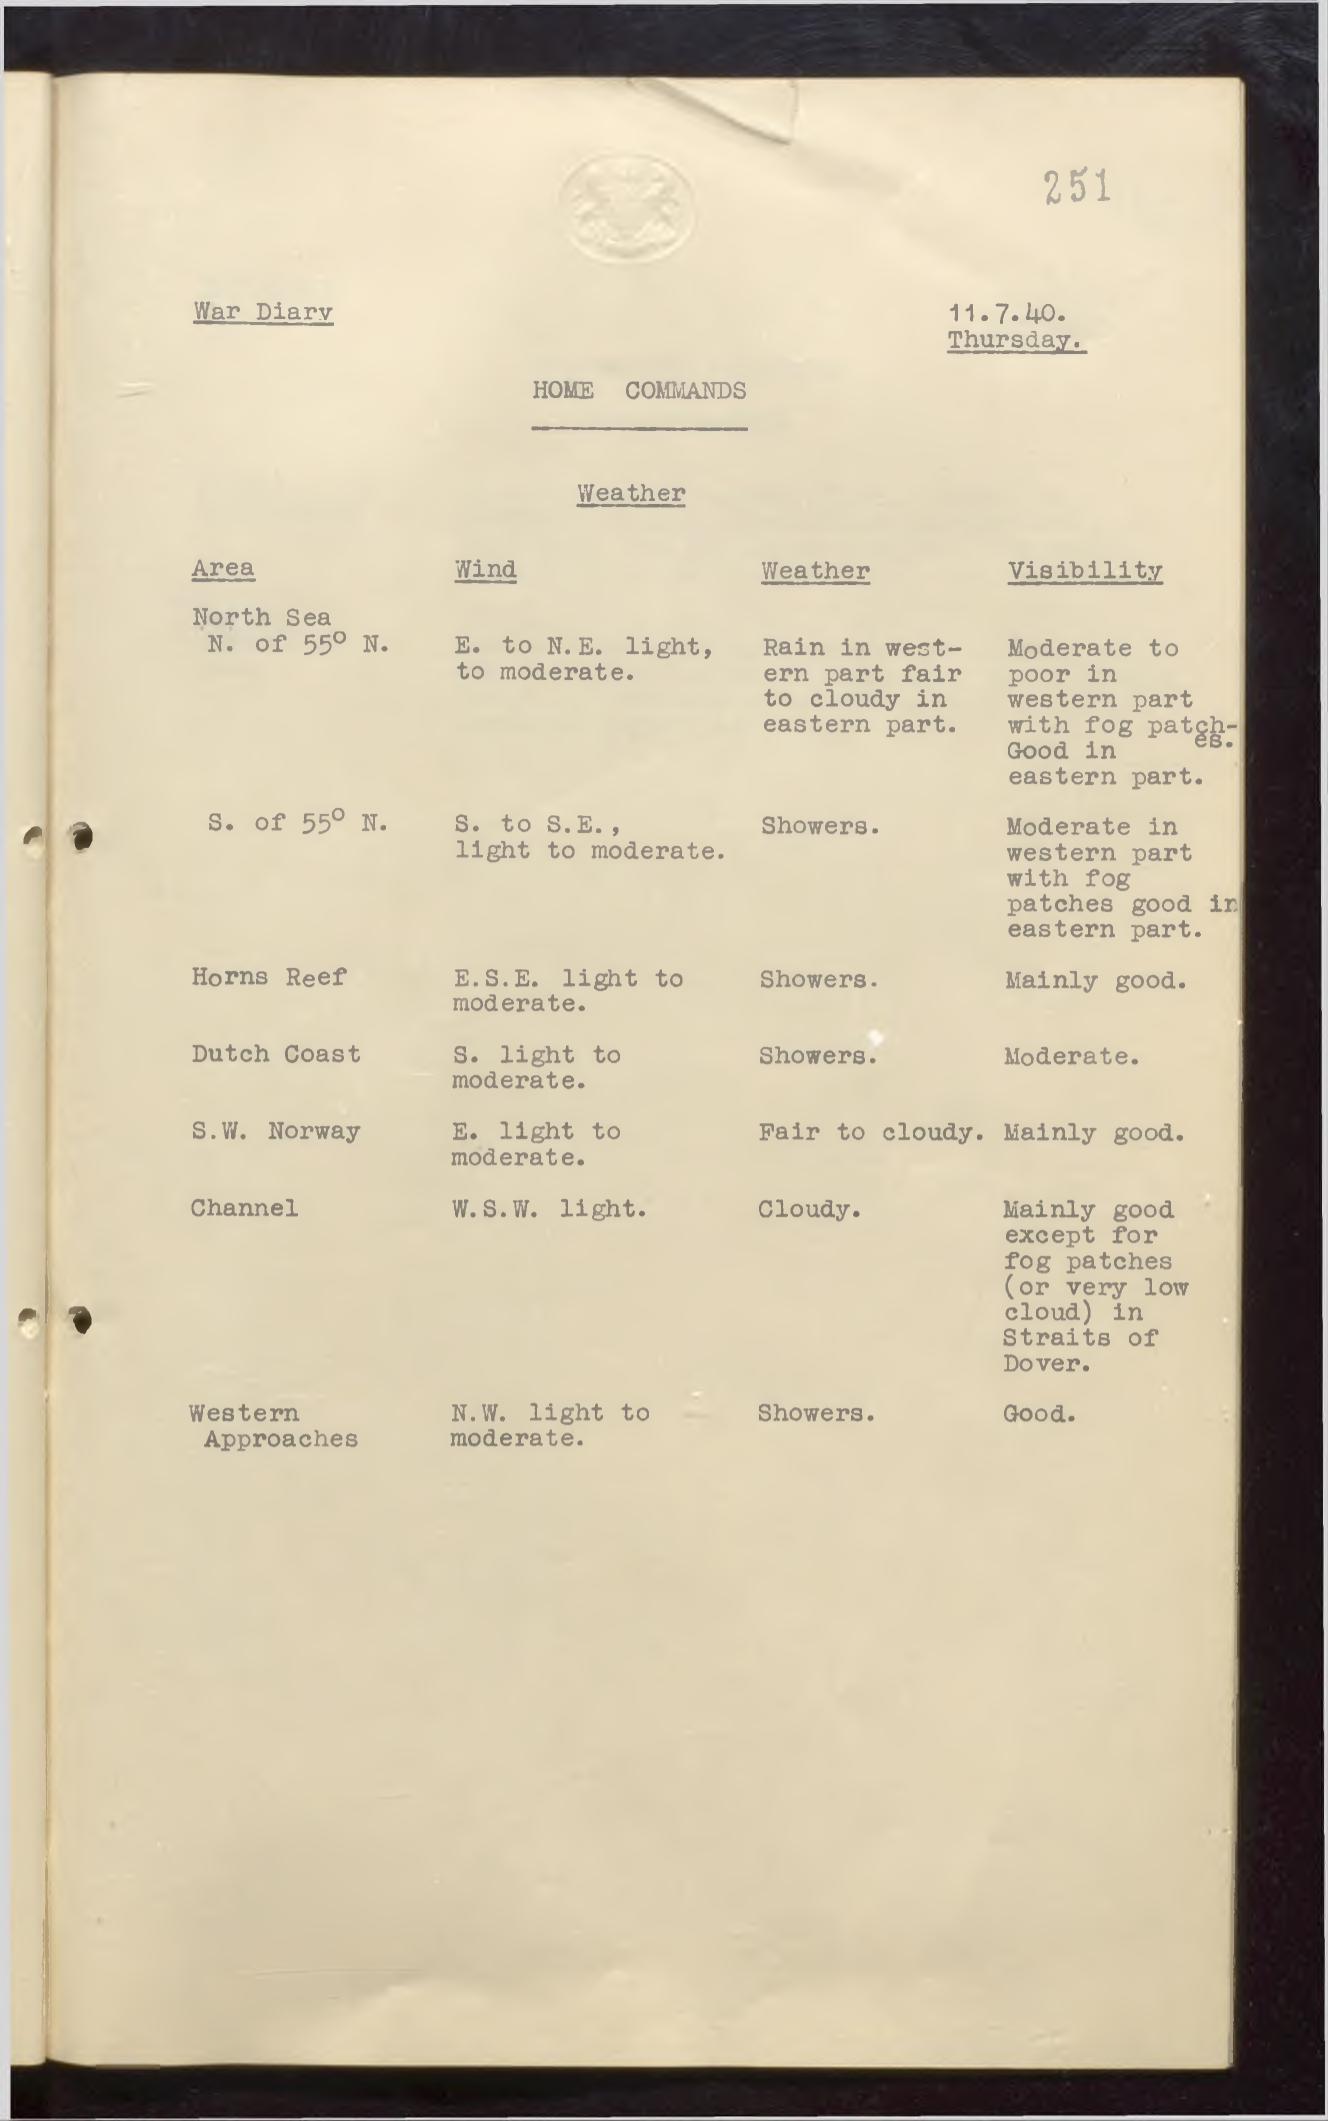 251
War Diary 11.7.40.
Thursday.
HOME COMMANDS
Weather
Area Wind Weather Visibility
North Sea
N. of 55° N. E. to N.E. light, Rain in west- Moderate to
to moderate. ern part fair poor in
to cloudy in western part
eastern part. with fog patch-
es.
Good in
eastern part.
S. of 55° N. S. to S.E., Showers. Moderate in
light to moderate. western part
with fog
patches good in
eastern part.
Horns Reef E.S.E. light to Showers. Mainly good.
moderate.
Dutch Coast S. light to Showers. Moderate.
moderate.
S.W. Norway E. light to Fair to cloudy. Mainly good.
moderate.
Channel W.S.W. light. Cloudy. Mainly good
except for
fog patches
(or very low
cloud) in
Straits of
Dover.
Western N.W. light to Showers. Good.
Approaches moderate.